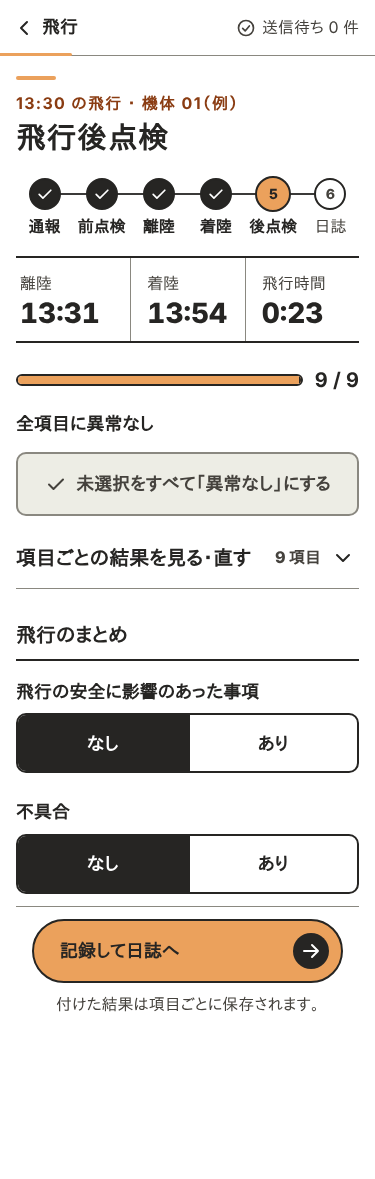 飛行
送信待ち 0 件
13:30 の飛行・機体 01(例)
飛行後点検
5
6
通報
前点検
離陸
着陸
後点検
日誌
離陸
着陸
飛行時間
13:31
13:54
0:23
9 / 9
全項目に異常なし
未選択をすべて「異常なし」にする
項目ごとの結果を見る・直す
9 項目
飛行のまとめ
飛行の安全に影響のあった事項
なし
あり
不具合
なし
あり
記録して日誌へ
付けた結果は項目ごとに保存されます。